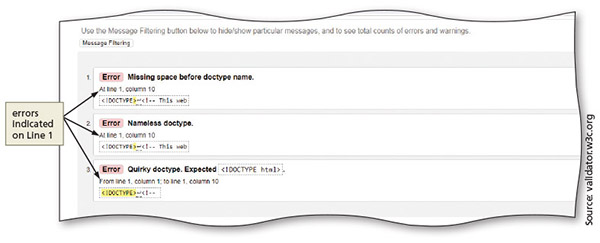 Use the Message Filtering button below to hide/show particular messages, and to see total counts of errors and warnings.
Message Filtering
1. Error Missing space before doctype name.
At line 1, column 10
<!DOCTYPE>↩<!-- This web
2. Error Nameless doctype.
At line 1, column 10
<!DOCTYPE>↩<!-- This web
3. Error Quirky doctype. Expected <!DOCTYPE html>.
From line 1, column 1; to line 1, column 10
<!DOCTYPE>↩<!--
errors
indicated
on Line 1
Source: validator.w3c.org